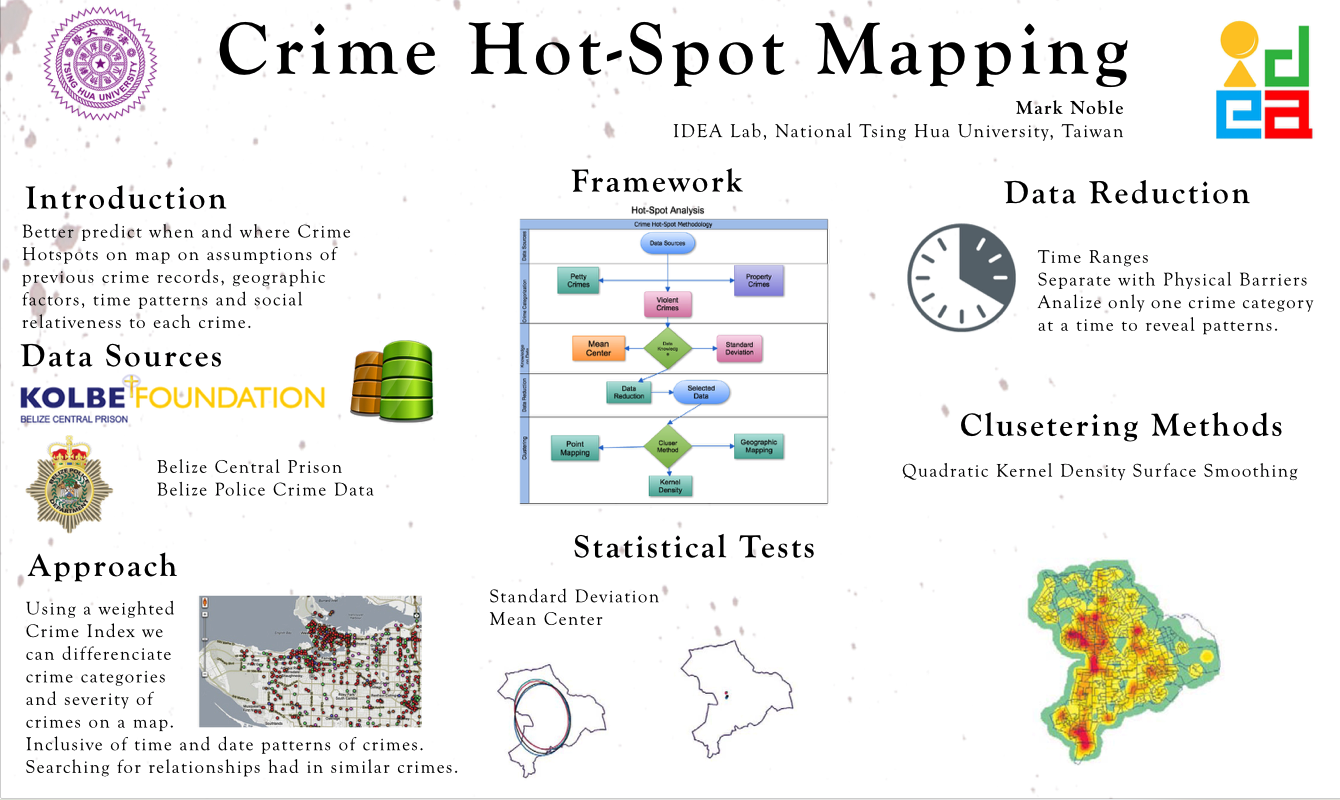 Crime Hot-Spot Mapping
Mark Noble
IDEA Lab, National Tsing Hua University, Taiwan
TSING HUA UNIVERSITY
idea
Introduction
Better predict when and where Crime
Hotspots on map on assumptions of
previous crime records, geographic
factors, time patterns and social
relativeness to each crime.
Data Sources
KOLBE FOUNDATION
BELIZE CENTRAL PRISON
BELIZE POLICE
DEPARTMENT
Belize Central Prison
Belize Police Crime Data
Approach
Using a weighted
Crime Index we
can differenciate
crime categories
and severity of
crimes on a map.
Inclusive of time and date patterns of crimes.
Searching for relationships had in similar crimes.
Framework
Hot-Spot Analysis
Crime Hot-Spot Methodology
Data Sources
Data Sources
Crime Categorization
Petty
Crimes
Property
Crimes
Violent
Crimes
Mean
Center
Data
Standard
Deviation
Data Reduction
Data
Reduction
Selected
Data
Clustering
Point
Mapping
Cluser
Method
Geographic
Mapping
Kernel
Density
Statistical Tests
Standard Deviation
Mean Center
Data Reduction
Time Ranges
Separate with Physical Barriers
Analize only one crime category
at a time to reveal patterns.
Clusetering Methods
Quadratic Kernel Density Surface Smoothing